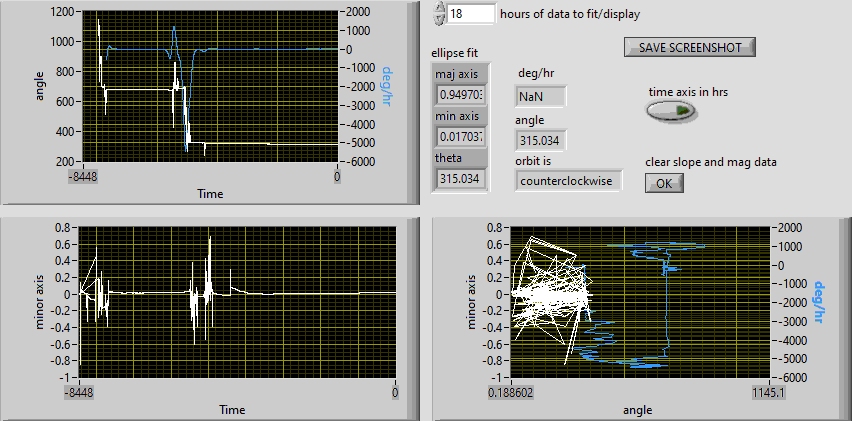 1200
1000
800
600
400
200
angle
2000
1000
0
-1000
-2000
-3000
-4000
-5000
-6000
deg/hr
-8448
0
Time
18 hours of data to fit/display
SAVE SCREENSHOT
ellipse fit
maj axis
0.94970
min axis
0.01703
theta
315.034
deg/hr
NaN
angle
315.034
orbit is
counterclockwise
time axis in hrs
clear slope and mag data
OK
0.8
0.6
0.4
0.2
0
-0.2
-0.4
-0.6
-0.8
-1
minor axis
-8448
0
Time
0.8
0.6
0.4
0.2
0
-0.2
-0.4
-0.6
-0.8
-1
minor axis
2000
1000
0
-1000
-2000
-3000
-4000
-5000
-6000
deg/hr
0.188602
1145.1
angle